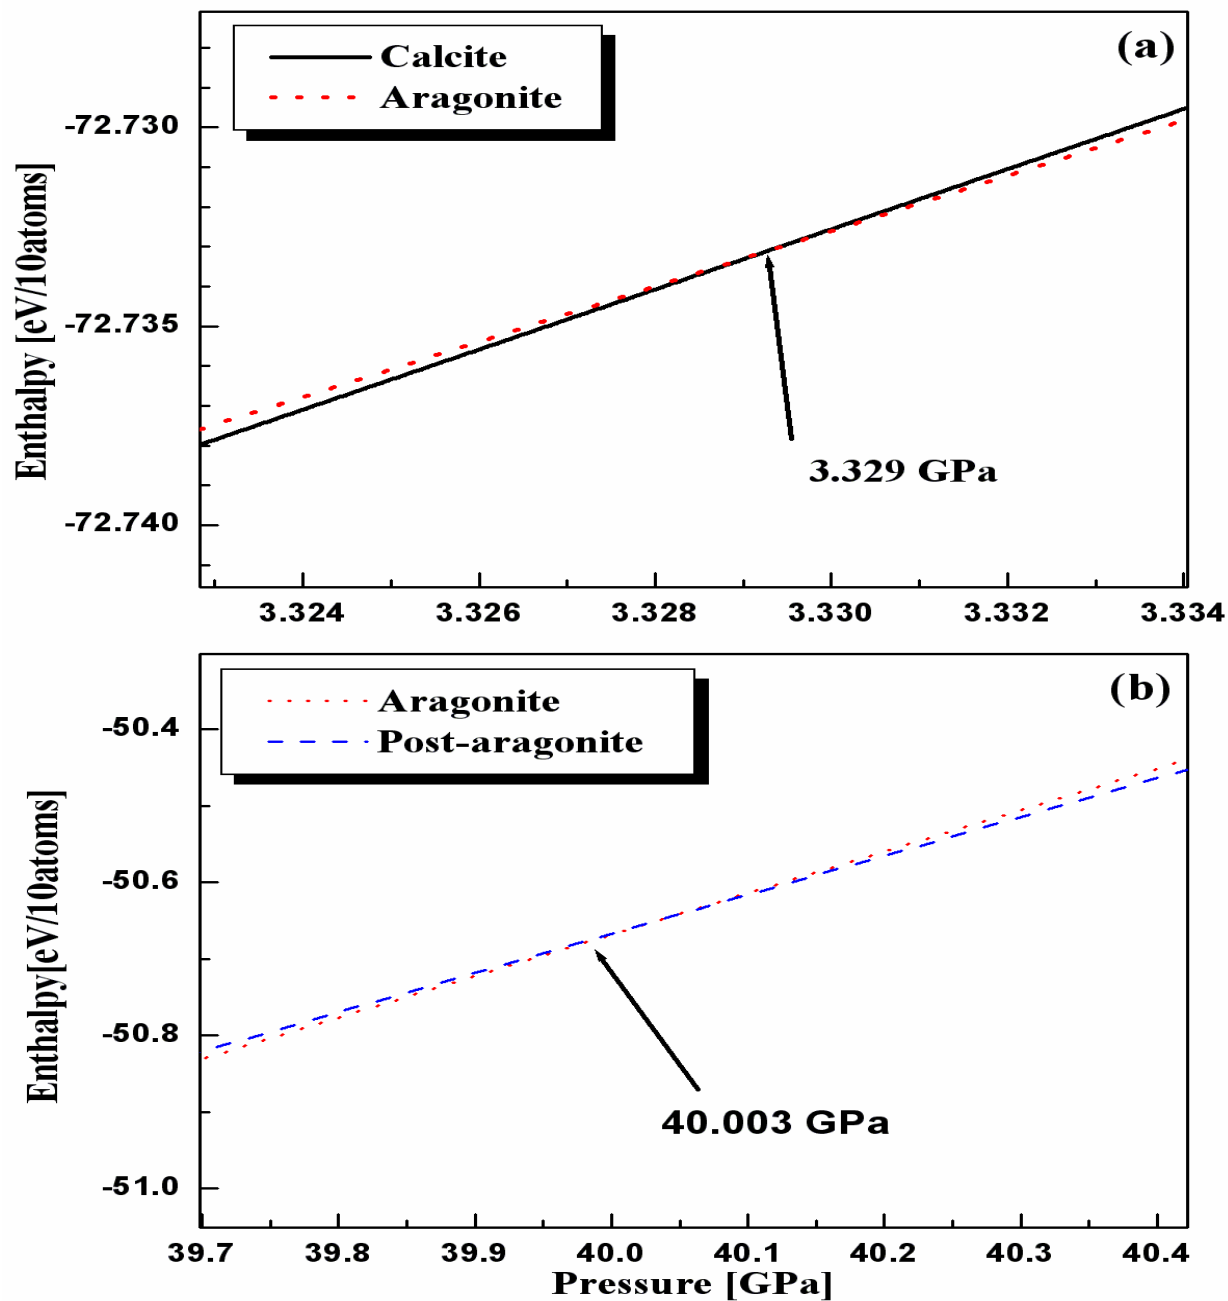 (a)
Calcite
Aragonite
-72.730
-72.735
-72.740
Enthalpy [eV/10atoms]
3.329 GPa
3.324 3.326 3.328 3.330 3.332 3.334
(b)
Aragonite
Post-aragonite
-50.4
-50.6
-50.8
-51.0
Enthalpy[eV/10atoms]
40.003 GPa
39.7 39.8 39.9 40.0 40.1 40.2 40.3 40.4
Pressure [GPa]